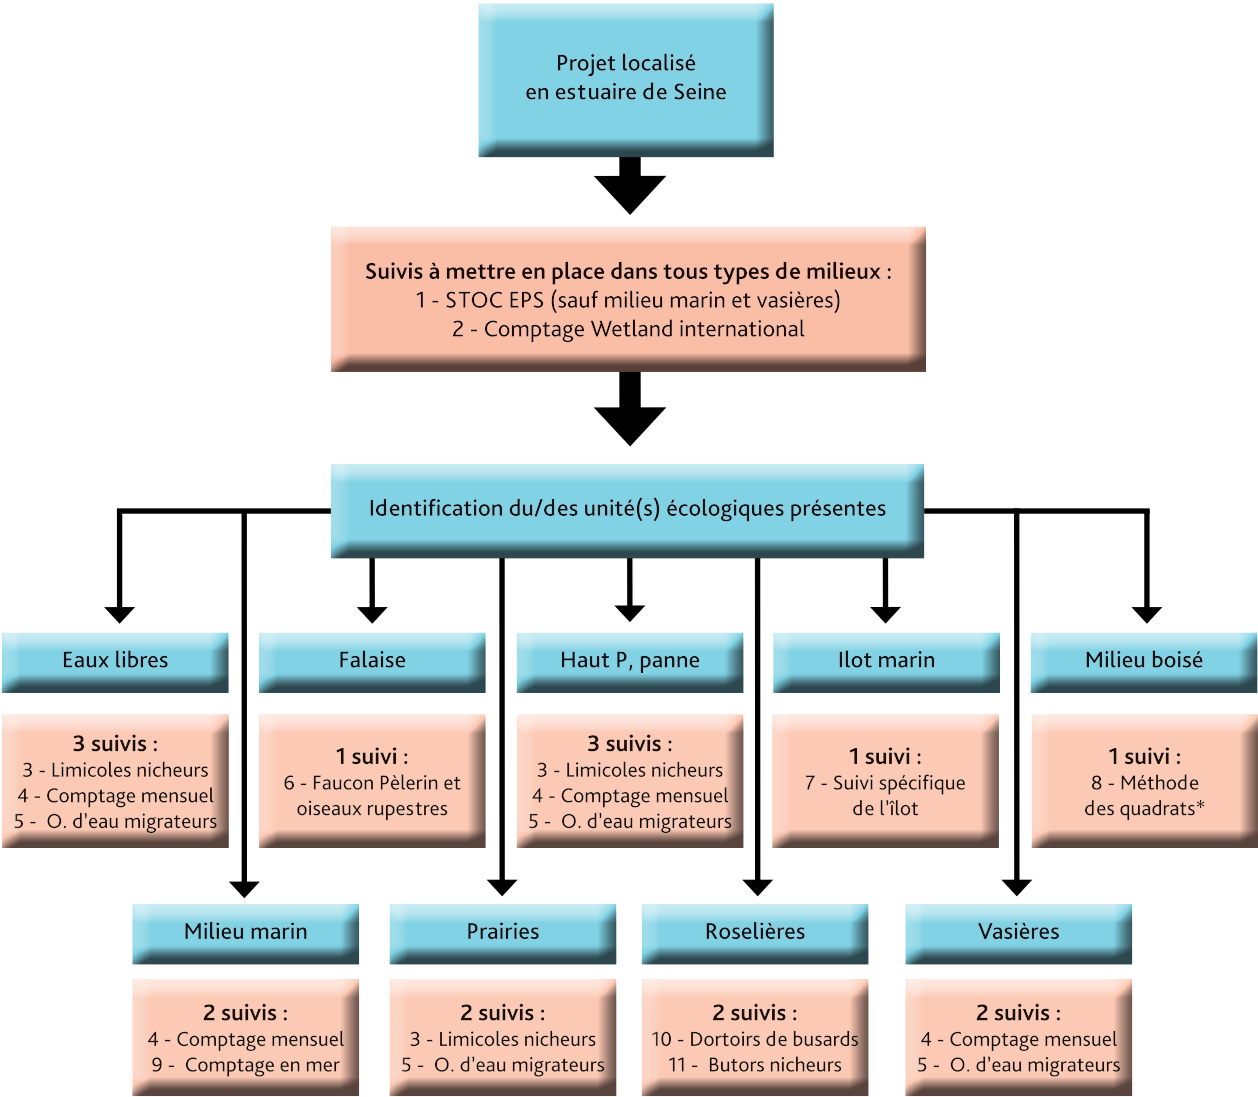 Projet localisé
en estuaire de Seine
Suivis à mettre en place dans tous types de milieux :
1 - STOC EPS (sauf milieu marin et vasières)
2 - Comptage Wetland international
Identification du/des unité(s) écologiques présentes
Eaux libres
3 suivis :
3 - Limicoles nicheurs
4 - Comptage mensuel
5 - O. d'eau migrateurs
Falaise
1 suivi :
6 - Faucon Pèlerin et
oiseaux rupestres
Haut P, panne
3 suivis :
3 - Limicoles nicheurs
4 - Comptage mensuel
5 - O. d'eau migrateurs
Ilot marin
1 suivi :
7 - Suivi spécifique
de l'îlot
Milieu boisé
1 suivi :
8 - Méthode
des quadrats*
Milieu marin
2 suivis :
4 - Comptage mensuel
9 - Comptage en mer
Prairies
2 suivis :
3 - Limicoles nicheurs
5 - O. d'eau migrateurs
Roselières
2 suivis :
10 - Dortoirs de busards
11 - Butors nicheurs
Vasières
2 suivis :
4 - Comptage mensuel
5 - O. d'eau migrateurs